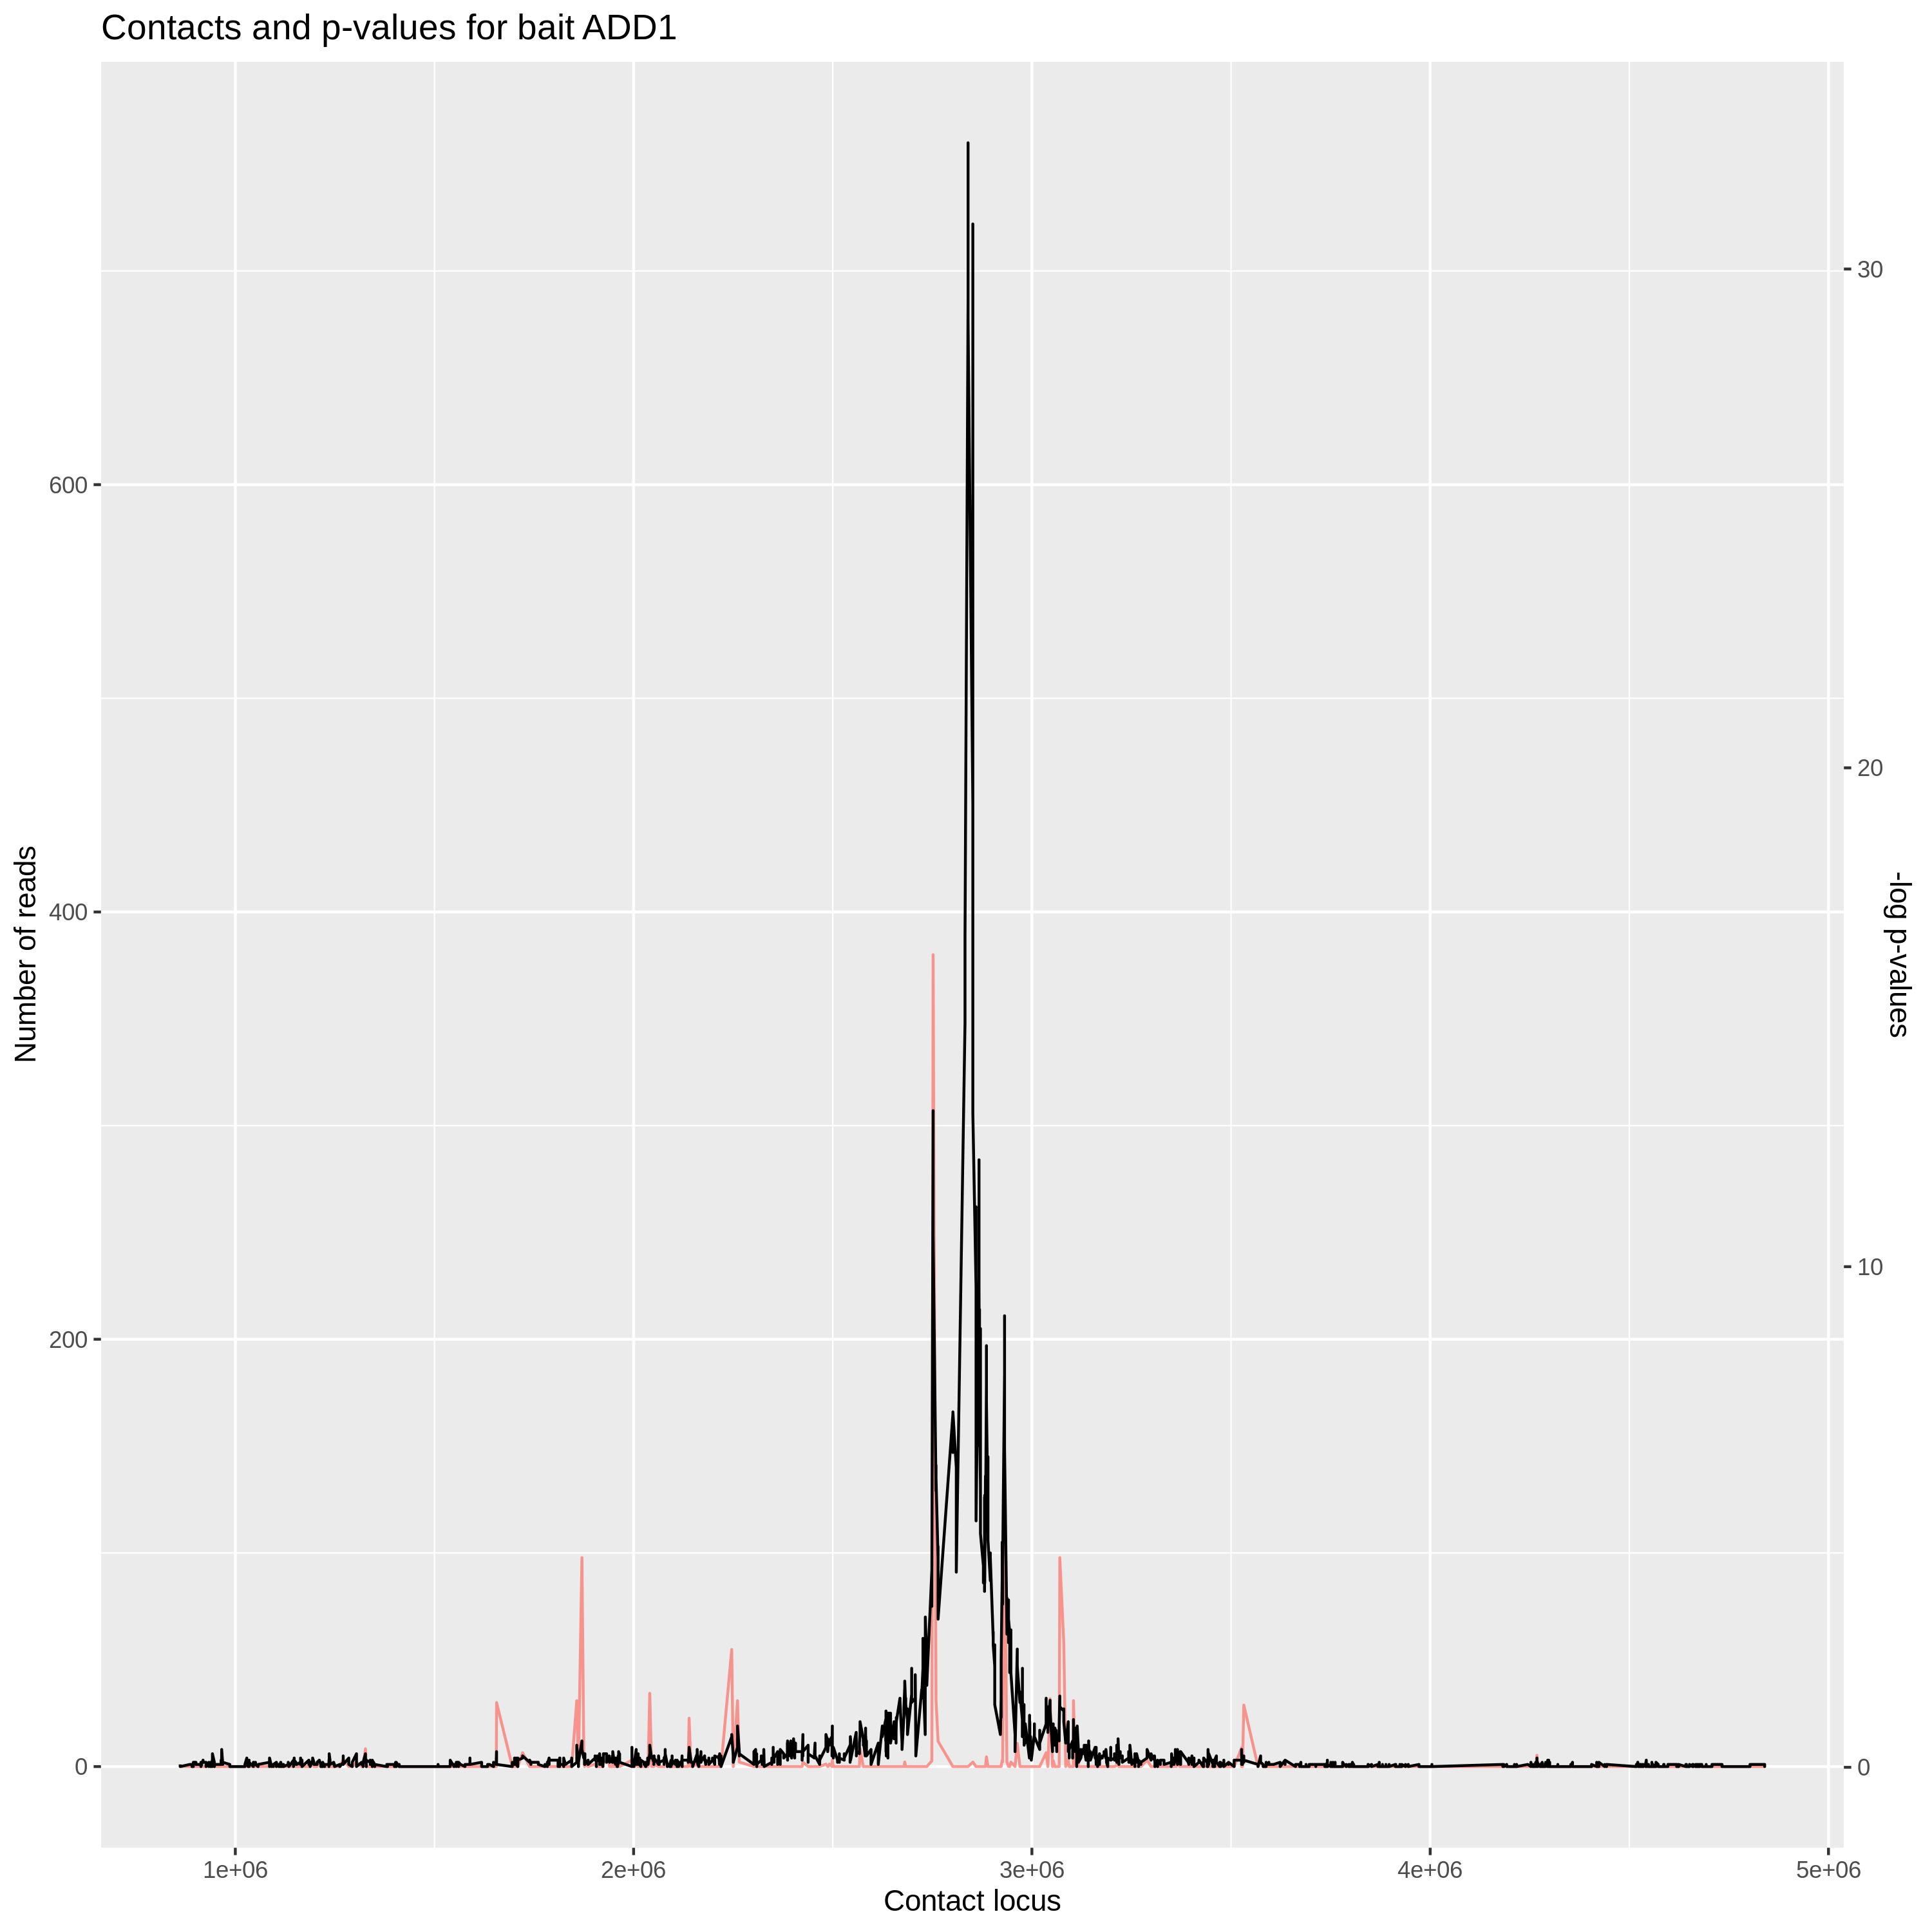 Contacts and p-values for bait ADD1
Number of reads
600
400
200
0
30
20
10
0
-log p-values
1e+06
2e+06
3e+06
4e+06
5e+06
Contact locus